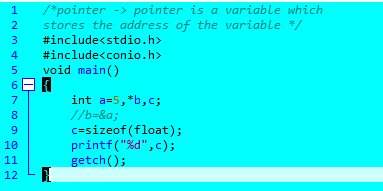 1 /*pointer -> pointer is a variable which
2 stores the address of the variable */
3 #include<stdio.h>
4 #include<conio.h>
5 void main()
6 {
7 int a=5,*b,c;
8 //b=&a;
9 c=sizeof(float);
10 printf("%d",c);
11 getch();
12 }